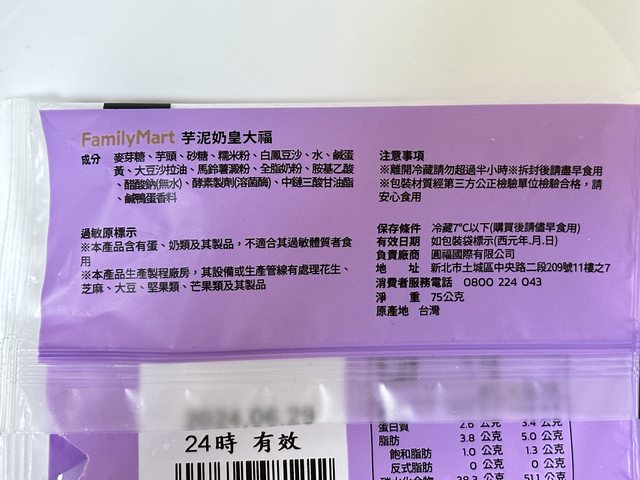 FamilyMart 芋泥奶皇大福
成分 麥芽糖、芋頭、砂糖、糯米粉、白鳳豆沙、水、鹹蛋
黃、大豆沙拉油、馬鈴薯澱粉、全脂奶粉、胺基乙酸
、醋酸鈉(無水)、酵素製劑(溶菌酶)、中鏈三酸甘油酯
、鹹鴨蛋香料
過敏原標示
※本產品含有蛋、奶類及其製品，不適合其過敏體質者食
用
※本產品生產製程廠房，其設備或生產管線有處理花生、
芝麻、大豆、堅果類、芒果類及其製品
注意事項
※離開冷藏請勿超過半小時※拆封後請盡早食用
※包裝材質經第三方公正檢驗單位檢驗合格，請
安心食用
保存條件 冷藏7℃以下(購買後請儘早食用)
有效日期 如包裝袋標示(西元年.月.日)
負責廠商 圓福國際有限公司
地 址 新北市土城區中央路二段209號11樓之7
消費者服務電話 0800 224 043
淨 重 75公克
原產地 台灣
2024.06.29
24時 有效
蛋白質 2.6 公克 3.4 公克
脂肪 3.8 公克 5.0 公克
飽和脂肪 1.0 公克 1.3 公克
反式脂肪 0 公克 0 公克
碳水化合物 38.3 公克 51.1 公克